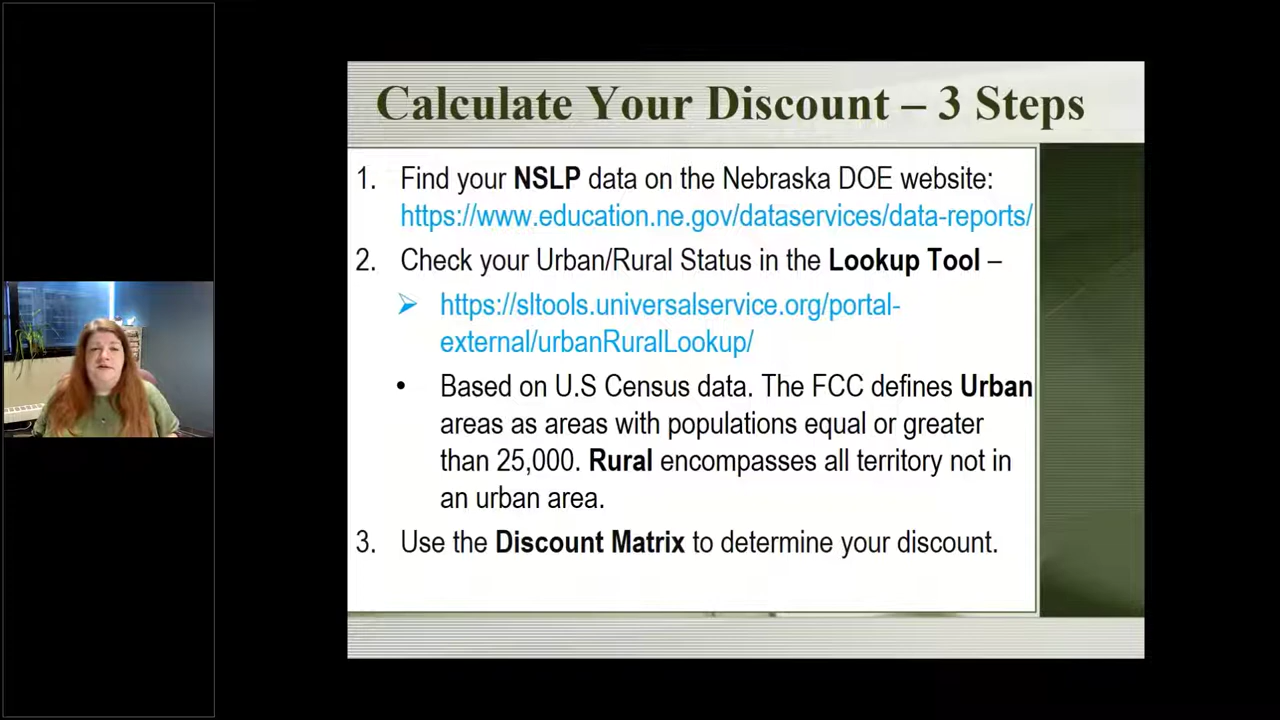 Calculate Your Discount – 3 Steps
1. Find your NSLP data on the Nebraska DOE website:
https://www.education.ne.gov/dataservices/data-reports/
2. Check your Urban/Rural Status in the Lookup Tool –
➢ https://sltools.universalservice.org/portal-
external/urbanRuralLookup/
• Based on U.S Census data. The FCC defines Urban
areas as areas with populations equal or greater
than 25,000. Rural encompasses all territory not in
an urban area.
3. Use the Discount Matrix to determine your discount.